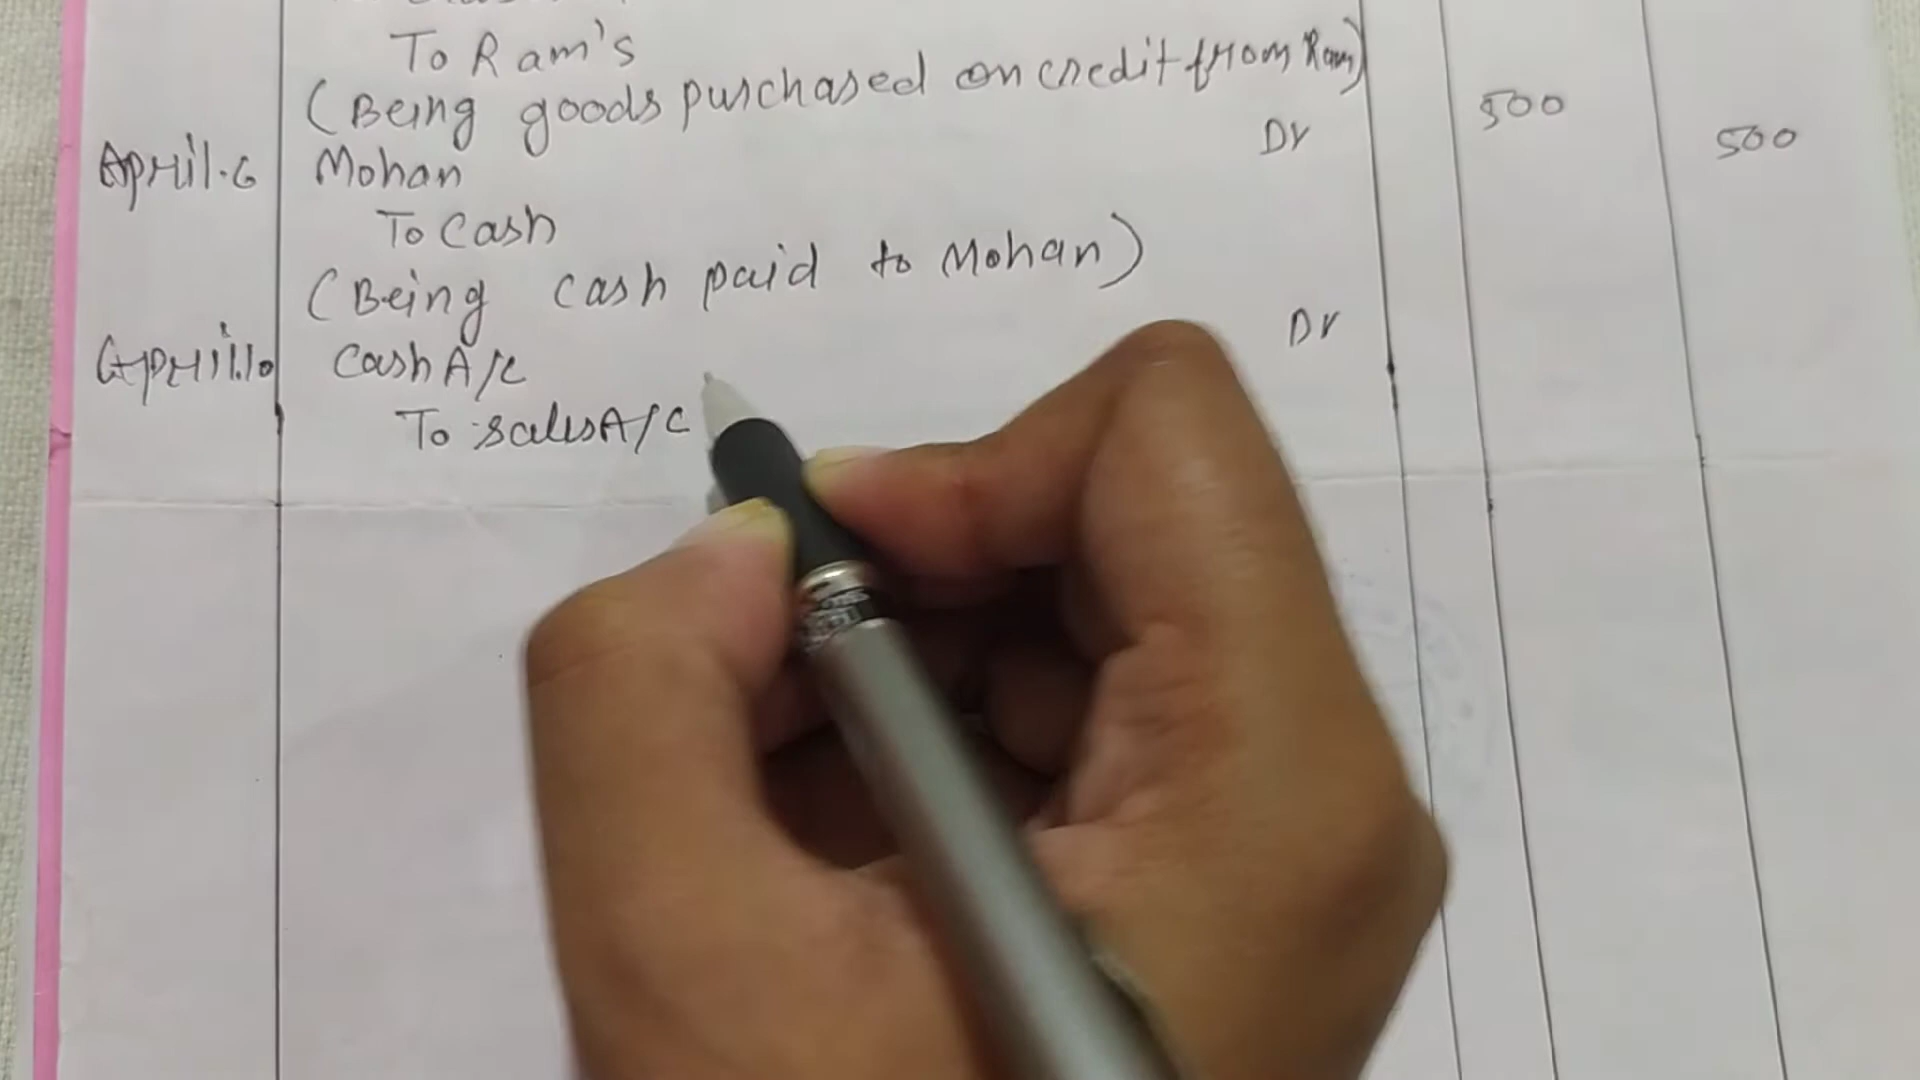 To Ram's
(Being goods purchased on credit from Ram)
April.6 Mohan Dr 500
To Cash 500
(Being cash paid to Mohan)
April.10 Cash A/C Dr
To sales A/C